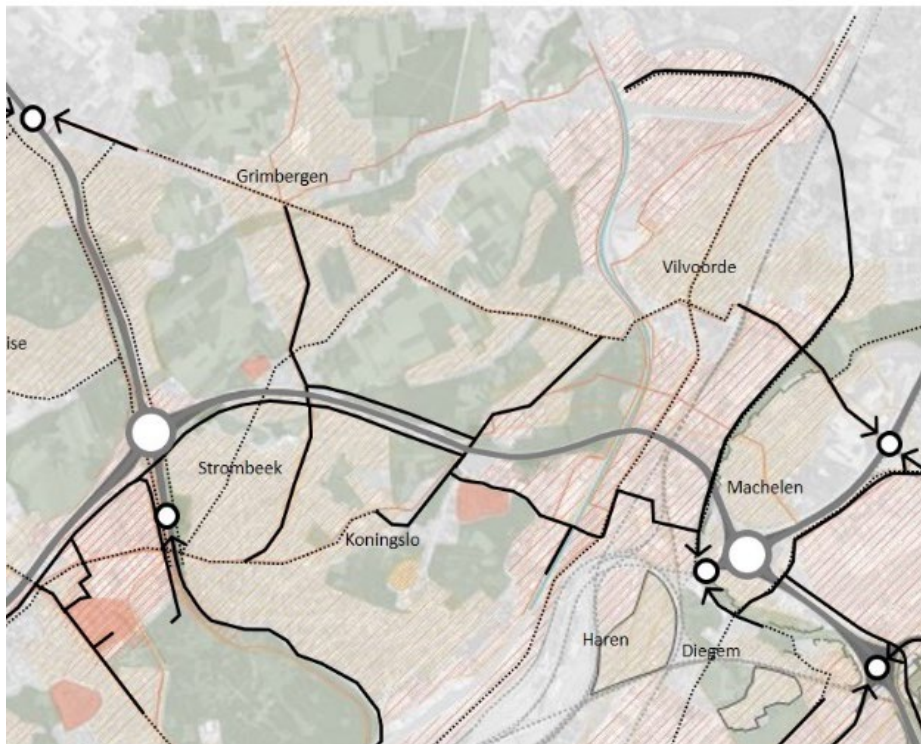 Grimbergen
Vilvoorde
ise
Strombeek
Machelen
Koningslo
Haren
Diegem